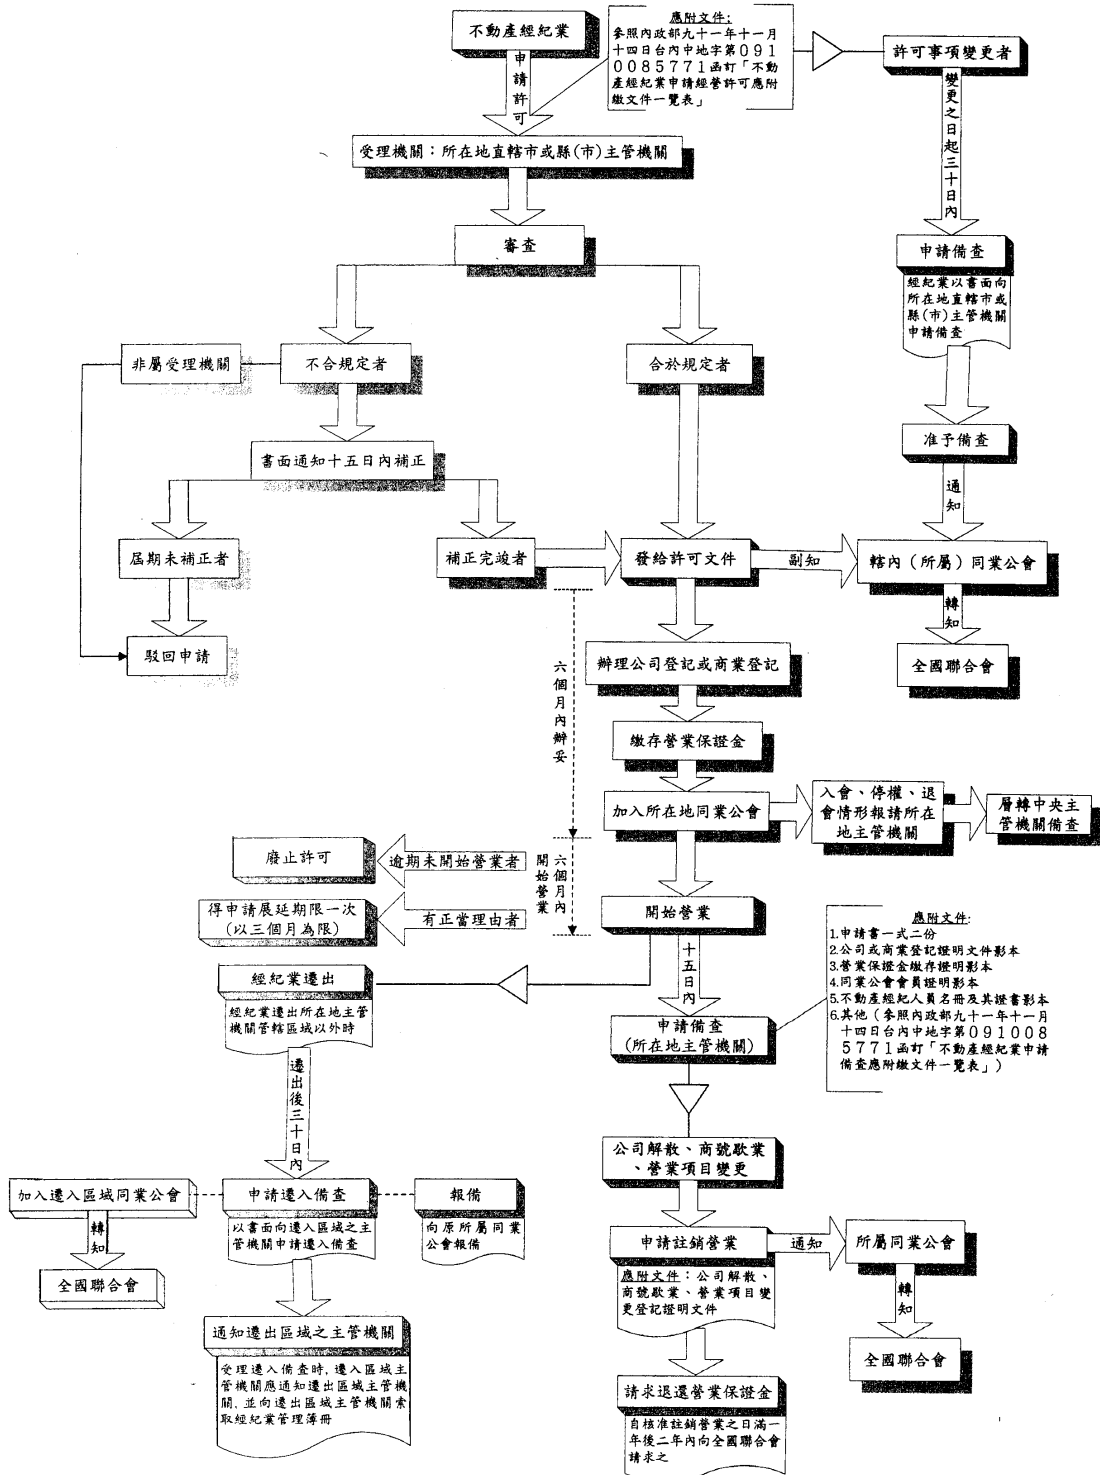 不動產經紀業
申請許可
應附文件：
參照內政部九十一年十一月
十四日台內中地字第０９１
００８５７７１函訂「不動
產經紀業申請經營許可應附
繳文件一覽表」
許可事項變更者
變更之日起三十日內
受理機關：所在地直轄市或縣(市)主管機關
審查
申請備查
經紀業以書面向
所在地直轄市或
縣(市)主管機關
申請備查
非屬受理機關
不合規定者
合於規定者
准予備查
通知
書面通知十五日內補正
屆期未補正者
補正完竣者
發給許可文件
副知
轄內（所屬）同業公會
轉知
駁回申請
全國聯合會
六個月內辦妥
辦理公司登記或商業登記
繳存營業保證金
加入所在地同業公會
入會、停權、退
會情形報請所在
地主管機關
層轉中央主
管機關備查
廢止許可
逾期未開始營業者
六個月內
開始營業
得申請展延期限一次
(以三個月為限)
有正當理由者
開始營業
十五日內
應附文件:
1.申請書一式二份
2.公司或商業登記證明文件影本
3.營業保證金繳存證明影本
4.同業公會會員證明影本
5.不動產經紀人員名冊及其證書影本
6.其他（參照內政部九十一年十一月
十四日台內中地字第０９１００８
５７７１函訂「不動產經紀業申請
備查應附繳文件一覽表」）
經紀業遷出
經紀業遷出所在地主管
機關管轄區域以外時
遷出後三十日內
申請備查
(所在地主管機關)
公司解散、商號歇業
、營業項目變更
加入遷入區域同業公會
轉知
全國聯合會
申請遷入備查
以書面向遷入區域之主
管機關申請遷入備查
報備
向原所屬同業
公會報備
申請註銷營業
應附文件：公司解散、
商號歇業、營業項目變
更登記證明文件
通知
所屬同業公會
轉知
全國聯合會
通知遷出區域之主管機關
受理遷入備查時,遷入區域主
管機關應通知遷出區域主管機
關,並向遷出區域主管機關索
取經紀業管理簿冊
請求退還營業保證金
自核准註銷營業之日滿一
年後二年內向全國聯合會
請求之